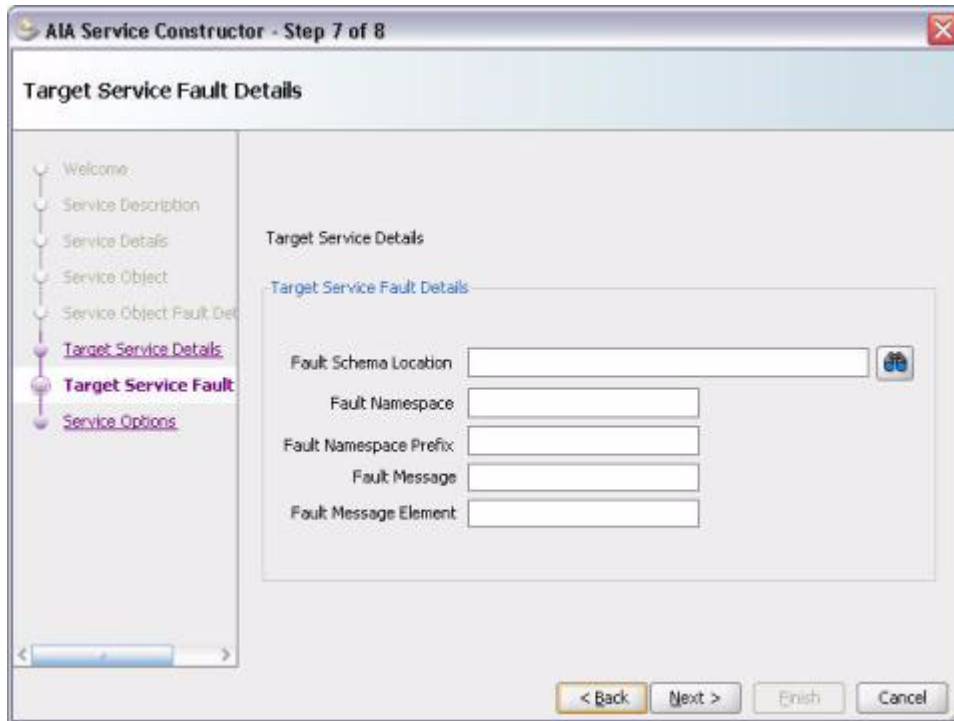 AIA Service Constructor - Step 7 of 8
Target Service Fault Details
Welcome
Service Description
Service Details
Service Object
Service Object Fault Det
Target Service Details
Target Service Fault
Service Options
Target Service Details
Target Service Fault Details
Fault Schema Location
Fault Namespace
Fault Namespace Prefix
Fault Message
Fault Message Element
< Back
Next >
Finish
Cancel